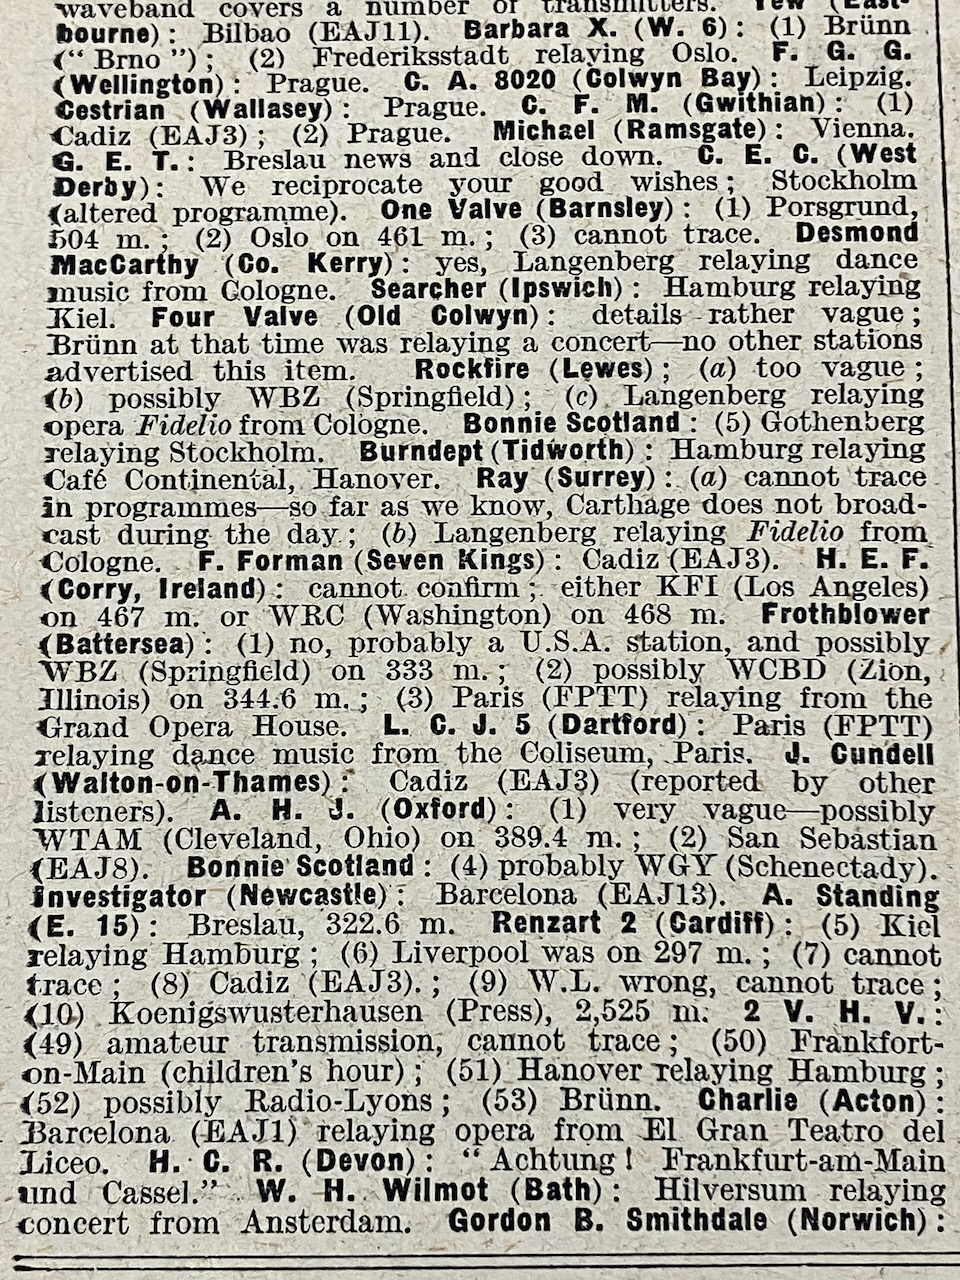 waveband covers a number of transmitters. Yew (East-
bourne): Bilbao (EAJ11). Barbara X. (W. 6): (1) Brünn
("Brno"); (2) Frederiksstadt relaying Oslo. F. G. G.
(Wellington): Prague. C. A. 8020 (Colwyn Bay): Leipzig.
Cestrian (Wallasey): Prague. C. F. M. (Gwithian): (1)
Cadiz (EAJ3); (2) Prague. Michael (Ramsgate): Vienna.
G. E. T.: Breslau news and close down. C. E. C. (West
Derby): We reciprocate your good wishes; Stockholm
(altered programme). One Valve (Barnsley): (1) Porsgrund,
504 m.; (2) Oslo on 461 m.; (3) cannot trace. Desmond
MacCarthy (Co. Kerry): yes, Langenberg relaying dance
music from Cologne. Searcher (Ipswich): Hamburg relaying
Kiel. Four Valve (Old Colwyn): details rather vague;
Brünn at that time was relaying a concert—no other stations
advertised this item. Rockfire (Lewes); (a) too vague;
(b) possibly WBZ (Springfield); (c) Langenberg relaying
opera Fidelio from Cologne. Bonnie Scotland: (5) Gothenberg
relaying Stockholm. Burndept (Tidworth): Hamburg relaying
Café Continental, Hanover. Ray (Surrey): (a) cannot trace
in programmes—so far as we know, Carthage does not broad-
cast during the day; (b) Langenberg relaying Fidelio from
Cologne. F. Forman (Seven Kings): Cadiz (EAJ3). H. E. F.
(Corry, Ireland): cannot confirm; either KFI (Los Angeles)
on 467 m. or WRC (Washington) on 468 m. Frothblower
(Battersea): (1) no, probably a U.S.A. station, and possibly
WBZ (Springfield) on 333 m.; (2) possibly WCBD (Zion,
Illinois) on 344.6 m.; (3) Paris (FPTT) relaying from the
Grand Opera House. L. C. J. 5 (Dartford): Paris (FPTT)
relaying dance music from the Coliseum, Paris. J. Cundell
(Walton-on-Thames): Cadiz (EAJ3) (reported by other
listeners). A. H. J. (Oxford): (1) very vague—possibly
WTAM (Cleveland, Ohio) on 389.4 m.; (2) San Sebastian
(EAJ8). Bonnie Scotland: (4) probably WGY (Schenectady).
Investigator (Newcastle): Barcelona (EAJ13). A. Standing
(E. 15): Breslau, 322.6 m. Renzart 2 (Cardiff): (5) Kiel
relaying Hamburg; (6) Liverpool was on 297 m.; (7) cannot
trace; (8) Cadiz (EAJ3).; (9) W.L. wrong, cannot trace;
(10) Koenigswusterhausen (Press), 2,525 m. 2 V. H. V.:
(49) amateur transmission, cannot trace; (50) Frankfort-
on-Main (children's hour); (51) Hanover relaying Hamburg;
(52) possibly Radio-Lyons; (53) Brünn. Charlie (Acton):
Barcelona (EAJ1) relaying opera from El Gran Teatro del
Liceo. H. C. R. (Devon): "Achtung! Frankfurt-am-Main
und Cassel." W. H. Wilmot (Bath): Hilversum relaying
concert from Ansterdam. Gordon B. Smithdale (Norwich):